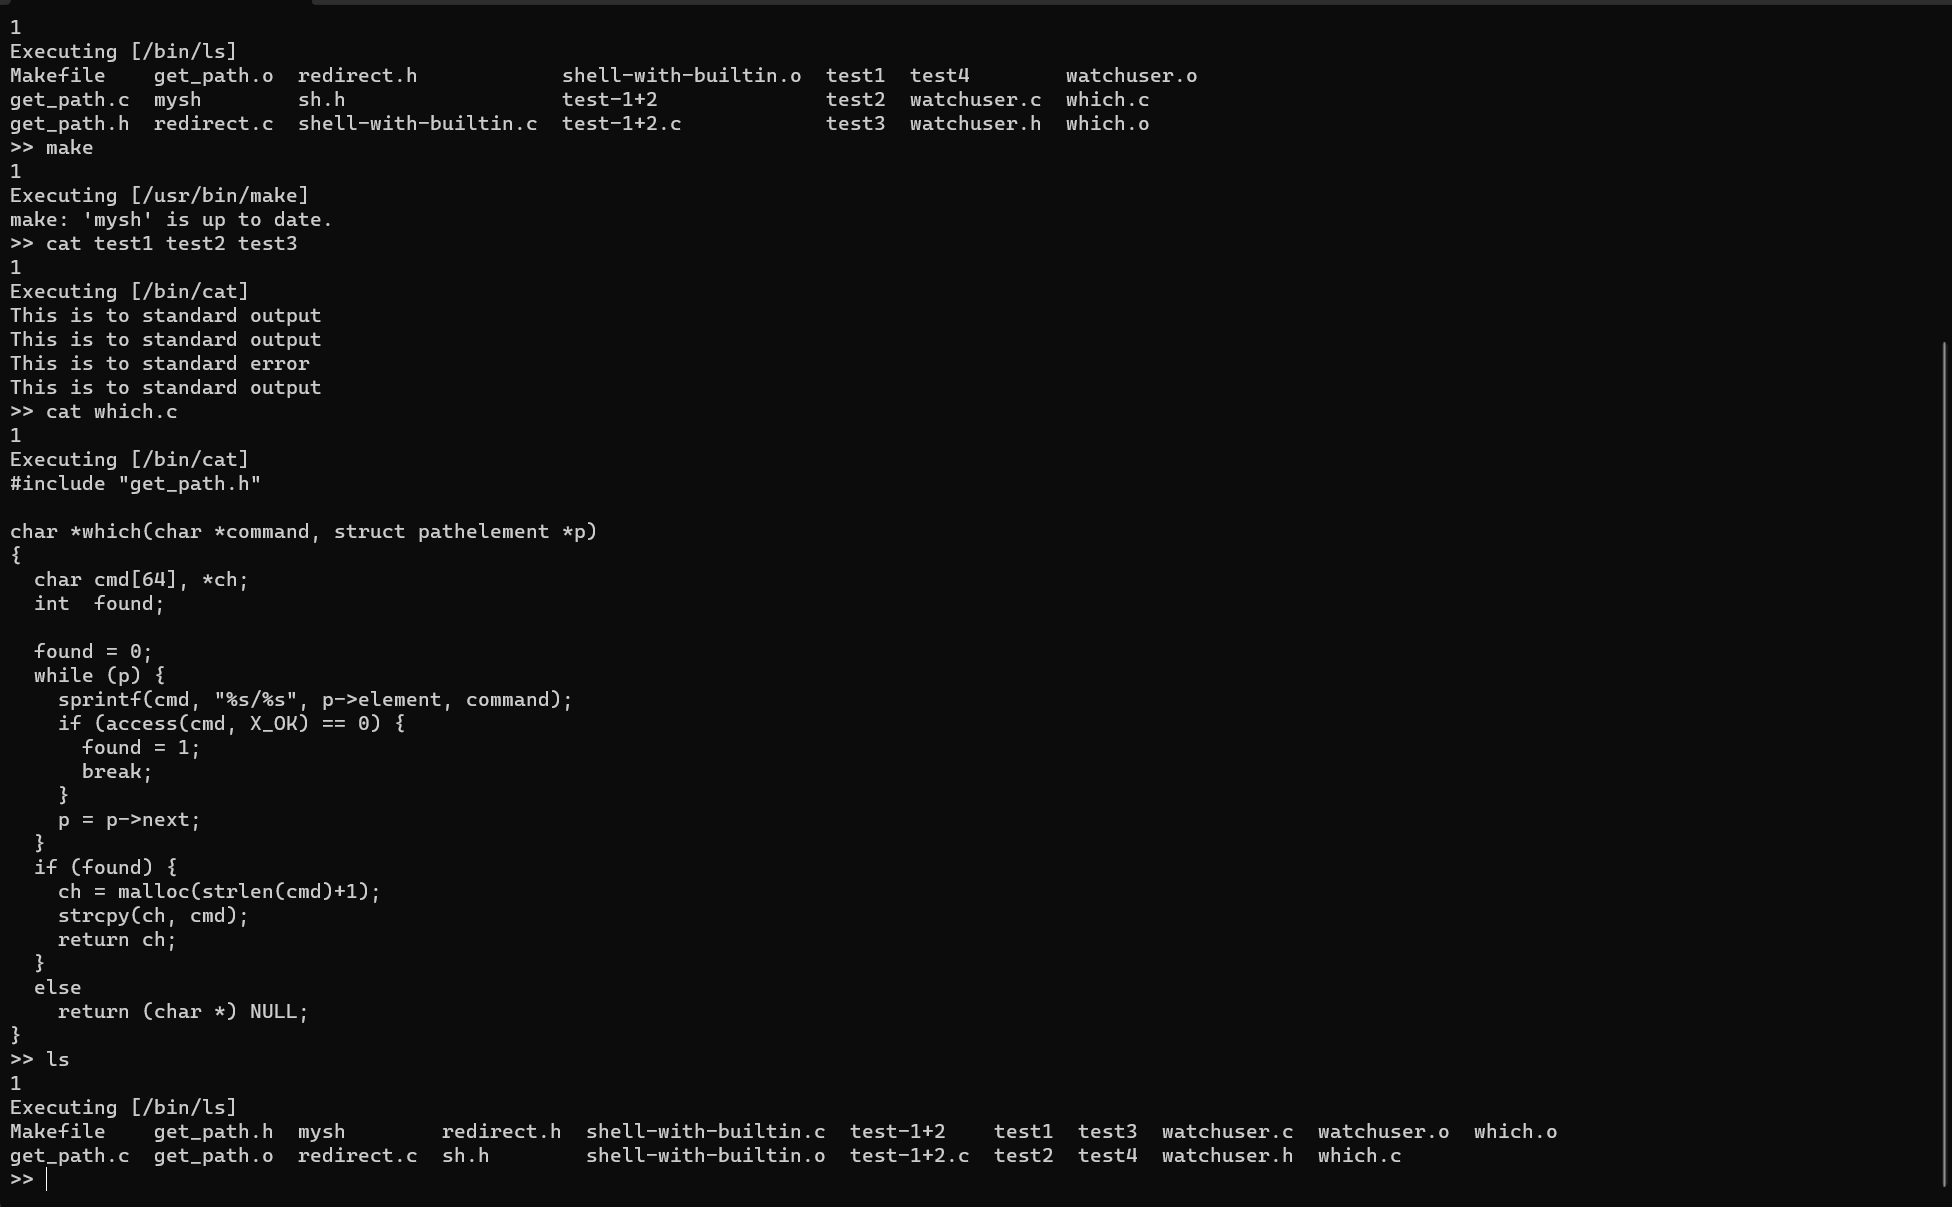 1
Executing [/bin/ls]
Makefile    get_path.o  redirect.h            shell-with-builtin.o  test1  test4        watchuser.o
get_path.c  mysh        sh.h                  test-1+2              test2  watchuser.c  which.c
get_path.h  redirect.c  shell-with-builtin.c  test-1+2.c            test3  watchuser.h  which.o
>> make
1
Executing [/usr/bin/make]
make: 'mysh' is up to date.
>> cat test1 test2 test3
1
Executing [/bin/cat]
This is to standard output
This is to standard output
This is to standard error
This is to standard output
>> cat which.c
1
Executing [/bin/cat]
#include "get_path.h"

char *which(char *command, struct pathelement *p)
{
  char cmd[64], *ch;
  int  found;

  found = 0;
  while (p) {
    sprintf(cmd, "%s/%s", p->element, command);
    if (access(cmd, X_OK) == 0) {
      found = 1;
      break;
    }
    p = p->next;
  }
  if (found) {
    ch = malloc(strlen(cmd)+1);
    strcpy(ch, cmd);
    return ch;
  }
  else
    return (char *) NULL;
}
>> ls
1
Executing [/bin/ls]
Makefile    get_path.h  mysh        redirect.h  shell-with-builtin.c  test-1+2    test1  test3  watchuser.c  watchuser.o  which.o
get_path.c  get_path.o  redirect.c  sh.h        shell-with-builtin.o  test-1+2.c  test2  test4  watchuser.h  which.c
>>